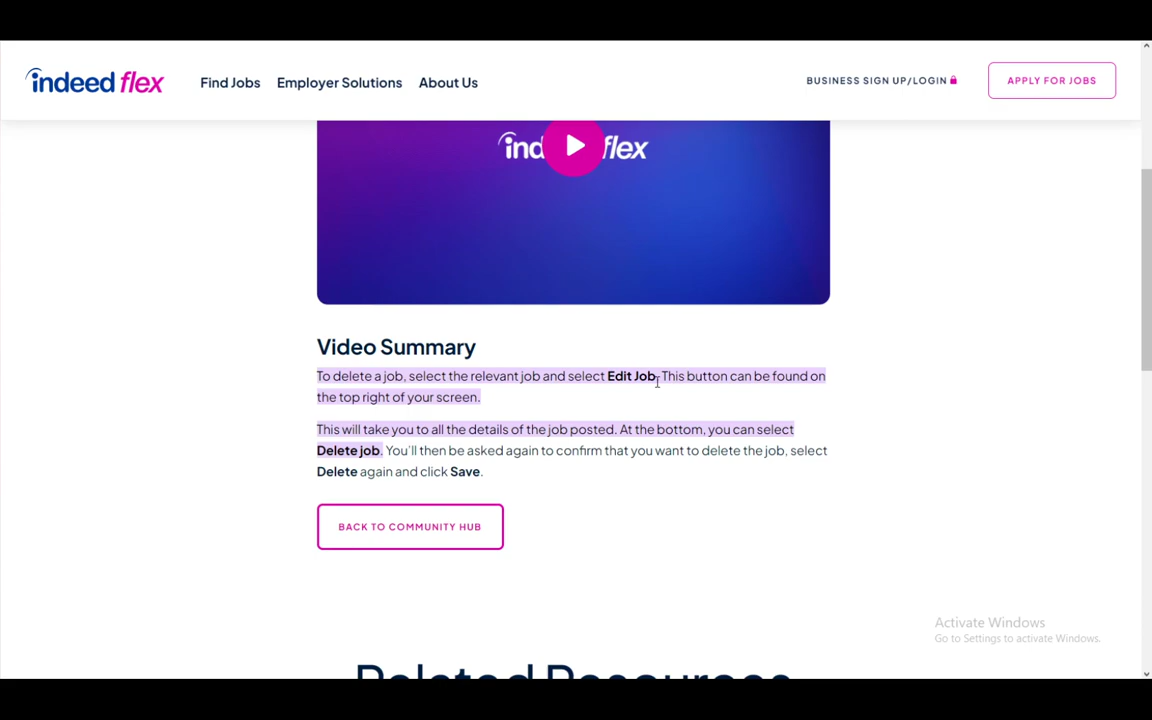 indeed flex
Find Jobs Employer Solutions About Us
BUSINESS SIGN UP/LOGIN
APPLY FOR JOBS
flex
Video Summary
To delete a job, select the relevant job and select Edit Job. This button can be found on
the top right of your screen.
This will take you to all the details of the job posted. At the bottom, you can select
Delete job. You'll then be asked again to confirm that you want to delete the job, select
Delete again and click Save.
BACK TO COMMUNITY HUB
Activate Windows
Go to Settings to activate Windows.
Related Resources